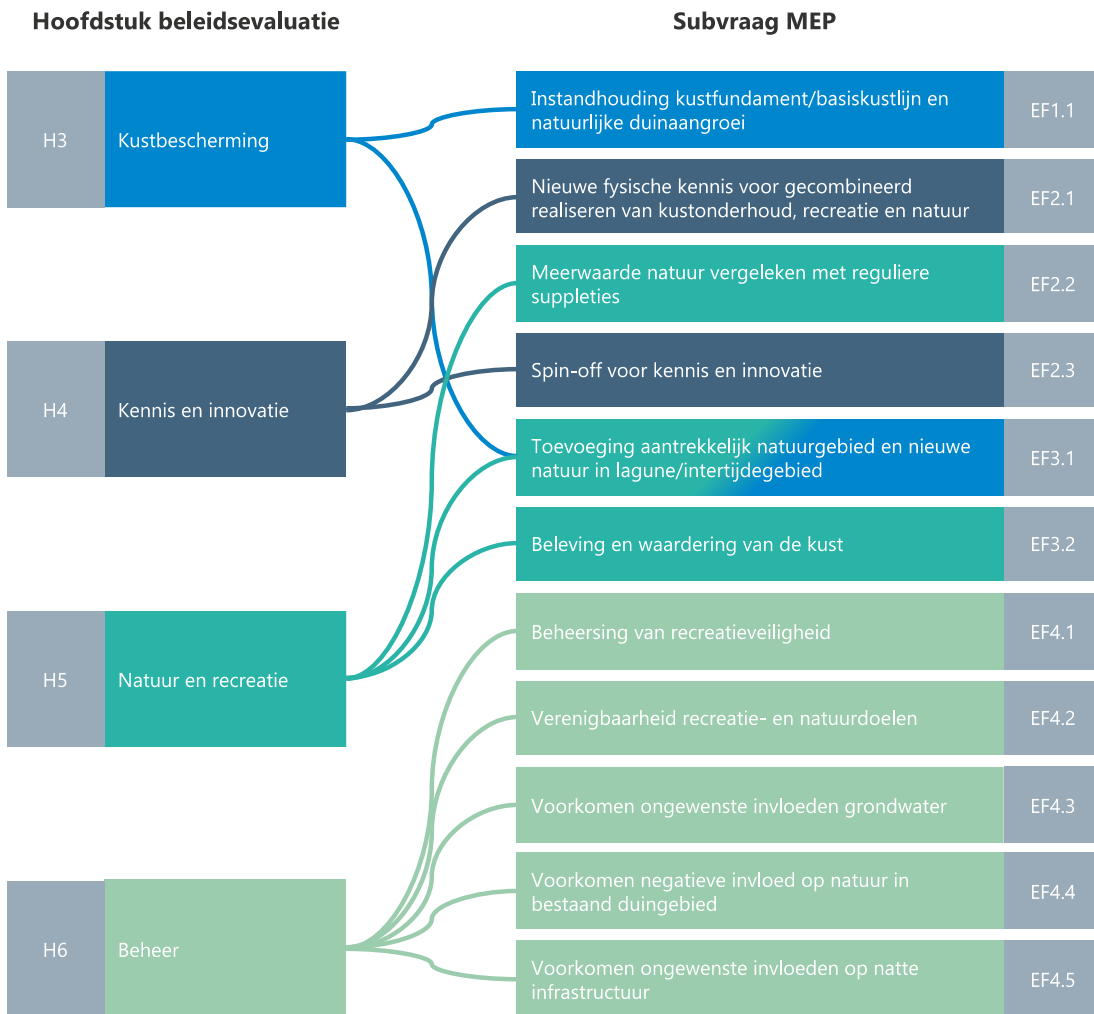 Hoofdstuk beleidsevaluatie
Subvraag MEP
H3
Kustbescherming
H4
Kennis en innovatie
H5
Natuur en recreatie
H6
Beheer
Instandhouding kustfundament/basiskustlijn en
natuurlijke duinaangroei
EF1.1
Nieuwe fysische kennis voor gecombineerd
realiseren van kustonderhoud, recreatie en natuur
EF2.1
Meerwaarde natuur vergeleken met reguliere
suppleties
EF2.2
Spin-off voor kennis en innovatie
EF2.3
Toevoeging aantrekkelijk natuurgebied en nieuwe
natuur in lagune/intertijdegebied
EF3.1
Beleving en waardering van de kust
EF3.2
Beheersing van recreatieveiligheid
EF4.1
Verenigbaarheid recreatie- en natuurdoelen
EF4.2
Voorkomen ongewenste invloeden grondwater
EF4.3
Voorkomen negatieve invloed op natuur in
bestaand duingebied
EF4.4
Voorkomen ongewenste invloeden op natte
infrastructuur
EF4.5